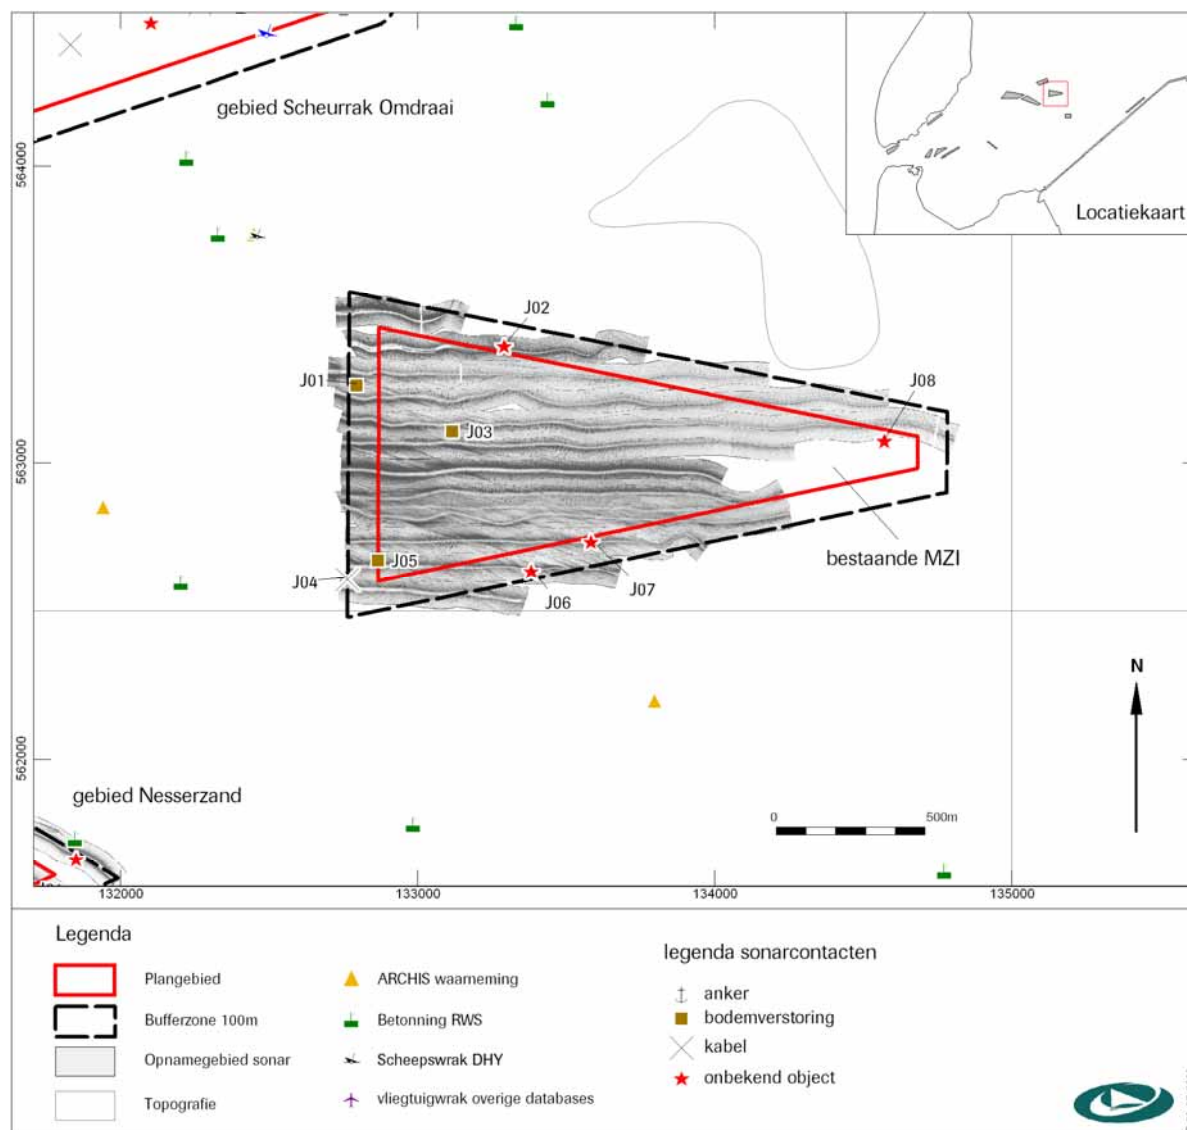 gebied Scheurrak Omdraai
Locatiekaart
564000
563000
562000
J02
J01
J08
J03
bestaande MZI
J05
J04
J07
J06
N
gebied Nesserzand
0
500m
132000
133000
134000
135000
Legenda
Plangebied
Bufferzone 100m
Opnamegebied sonar
Topografie
ARCHIS waarneming
Betonning RWS
Scheepswrak DHY
vliegtuigwrak overige databases
legenda sonarcontacten
anker
bodemverstoring
kabel
onbekend object